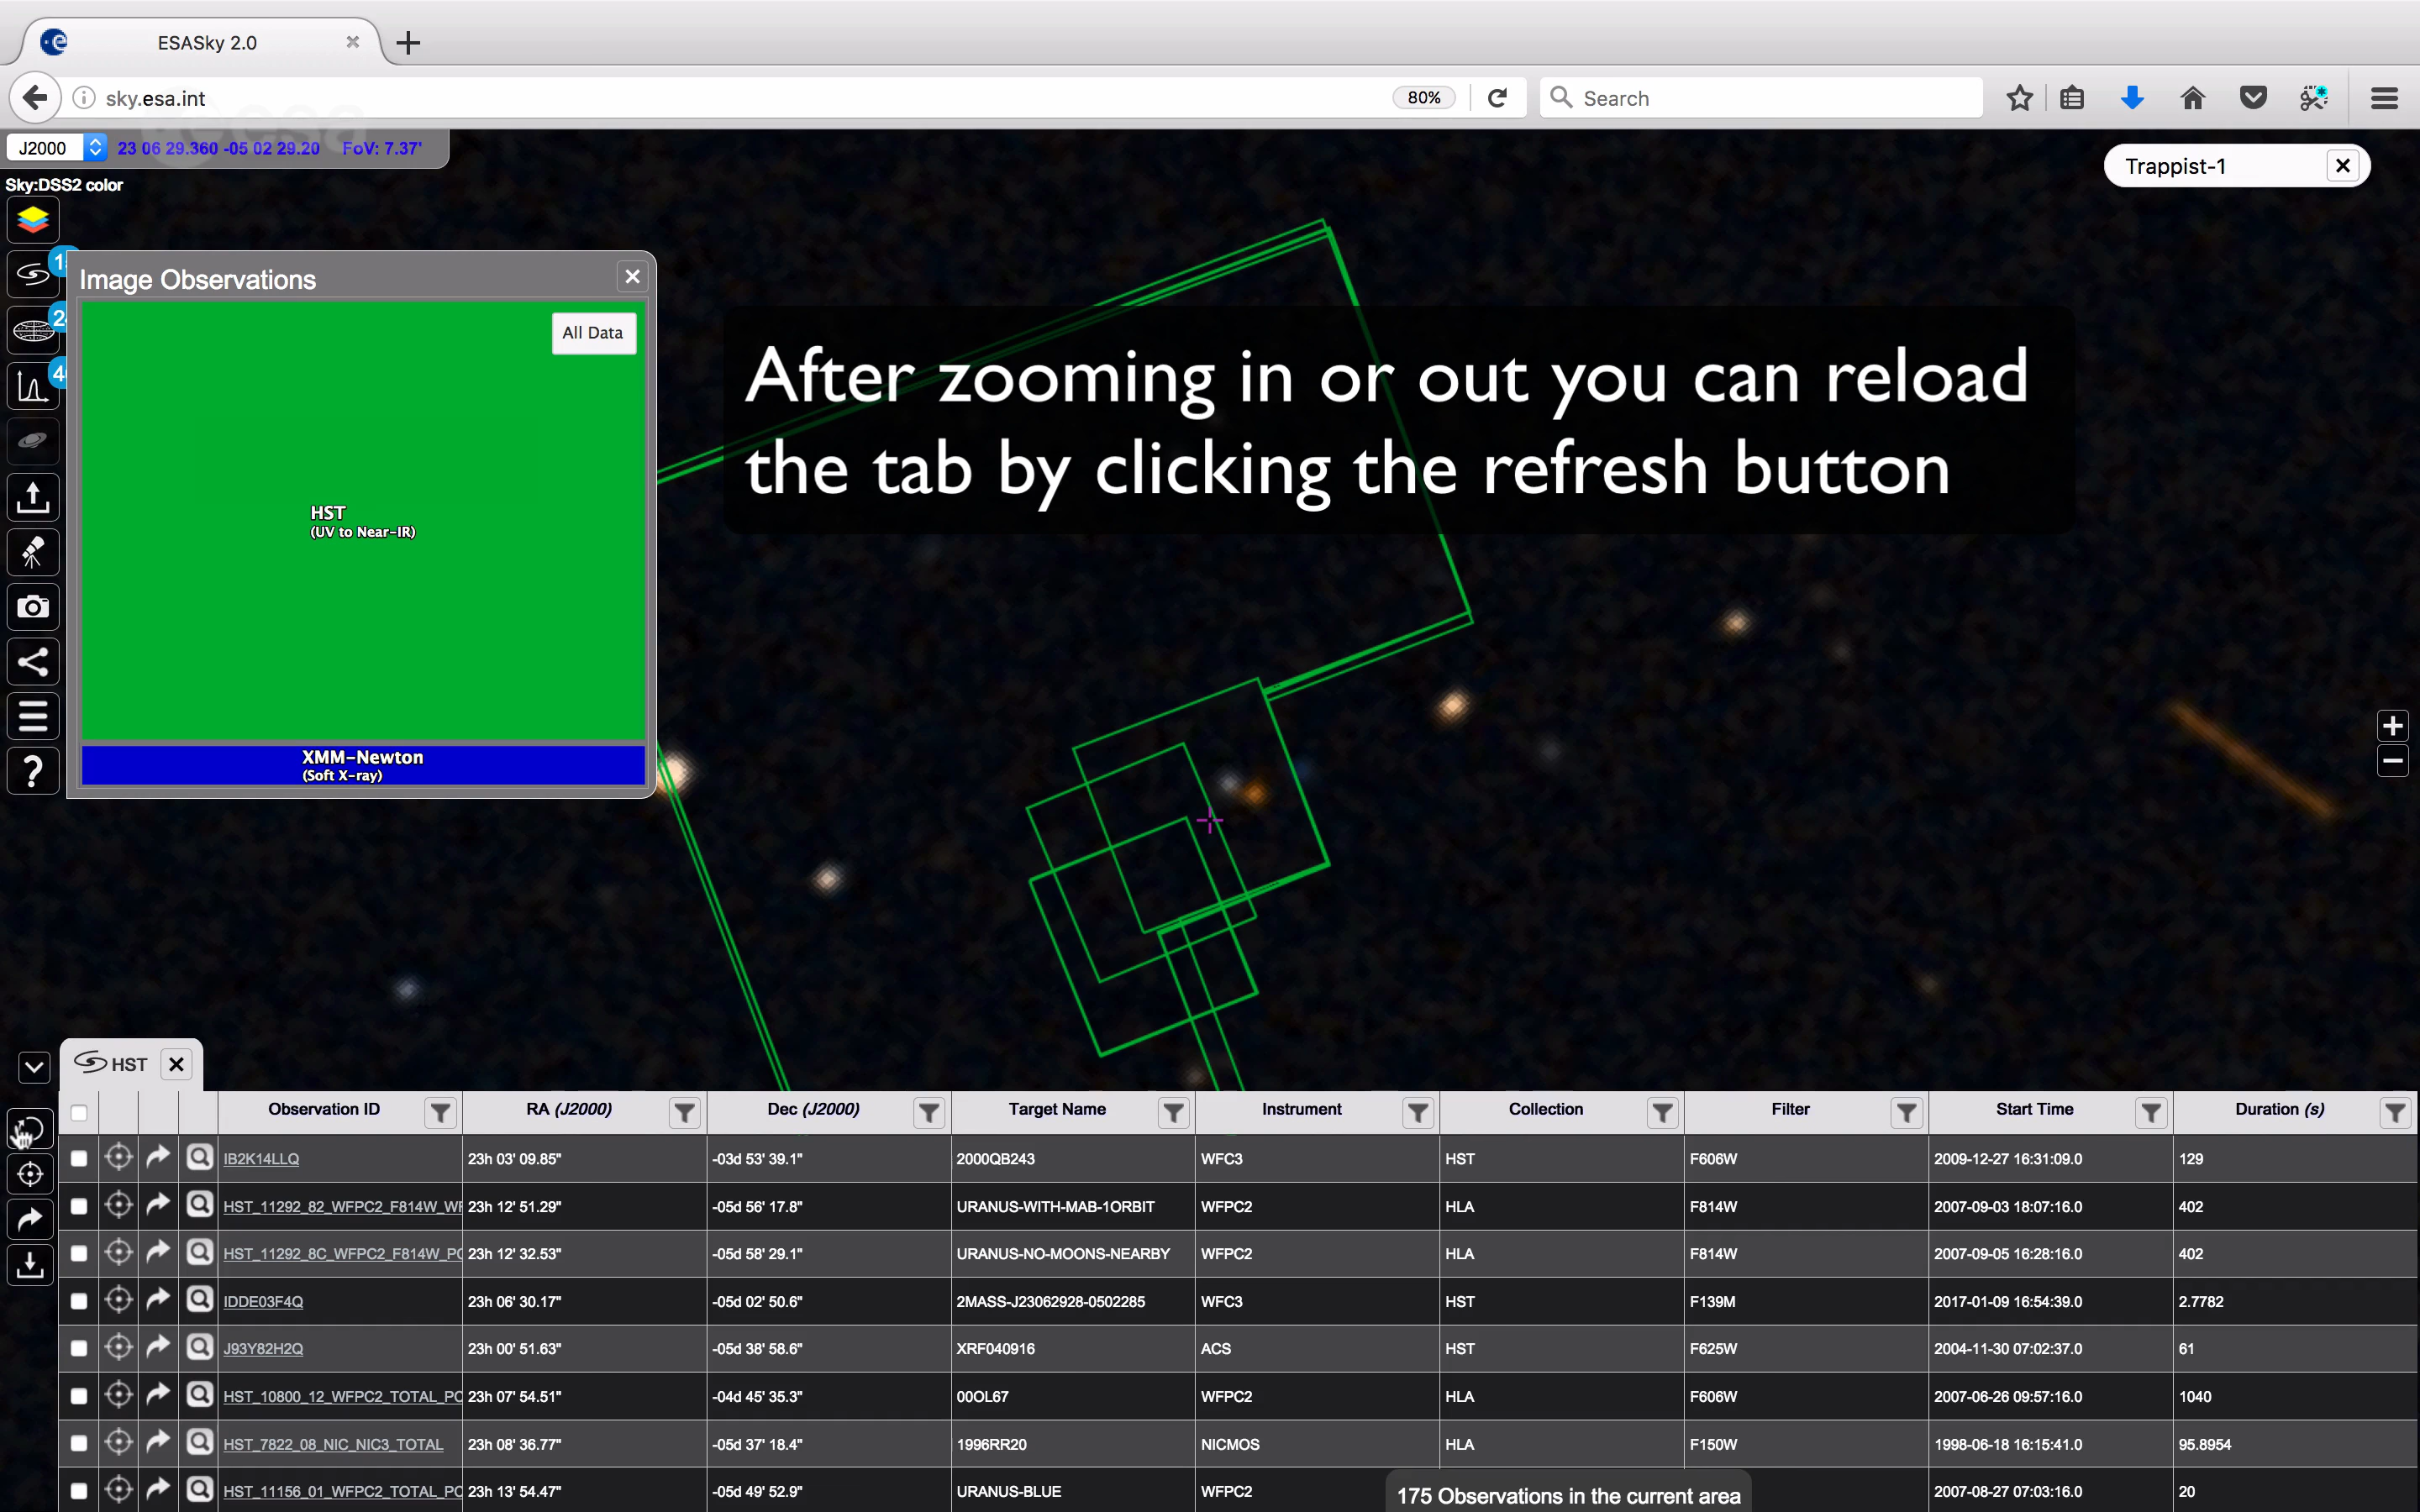 ESASky 2.0
sky.esa.int
80%
Search
J2000
23 06 29.360 -05 02 29.20 FoV: 7.37'
Trappist-1
Sky:DSS2 color
Image Observations
All Data
HST
(UV to Near-IR)
XMM-Newton
(Soft X-ray)
After zooming in or out you can reload
the tab by clicking the refresh button
HST
Observation ID RA (J2000) Dec (J2000) Target Name Instrument Collection Filter Start Time Duration (s)
IB2K14LLQ 23h 03' 09.85" -03d 53' 39.1" 2000QB243 WFC3 HST F606W 2009-12-27 16:31:09.0 129
HST_11292_82_WFPC2_F814W_WF 23h 12' 51.29" -05d 56' 17.8" URANUS-WITH-MAB-1ORBIT WFPC2 HLA F814W 2007-09-03 18:07:16.0 402
HST_11292_8C_WFPC2_F814W_PC 23h 12' 32.53" -05d 58' 29.1" URANUS-NO-MOONS-NEARBY WFPC2 HLA F814W 2007-09-05 16:28:16.0 402
IDDE03F4Q 23h 06' 30.17" -05d 02' 50.6" 2MASS-J23062928-0502285 WFC3 HST F139M 2017-01-09 16:54:39.0 2.7782
J93Y82H2Q 23h 00' 51.63" -05d 38' 58.6" XRF040916 ACS HST F625W 2004-11-30 07:02:37.0 61
HST_10800_12_WFPC2_TOTAL_PC 23h 07' 54.51" -04d 45' 35.3" 00OL67 WFPC2 HLA F606W 2007-06-26 09:57:16.0 1040
HST_7822_08_NIC_NIC3_TOTAL 23h 08' 36.77" -05d 37' 18.4" 1996RR20 NICMOS HLA F150W 1998-06-18 16:15:41.0 95.8954
HST_11156_01_WFPC2_TOTAL_PC 23h 13' 54.47" -05d 49' 52.9" URANUS-BLUE WFPC2 2007-08-27 07:03:16.0 20
175 Observations in the current area